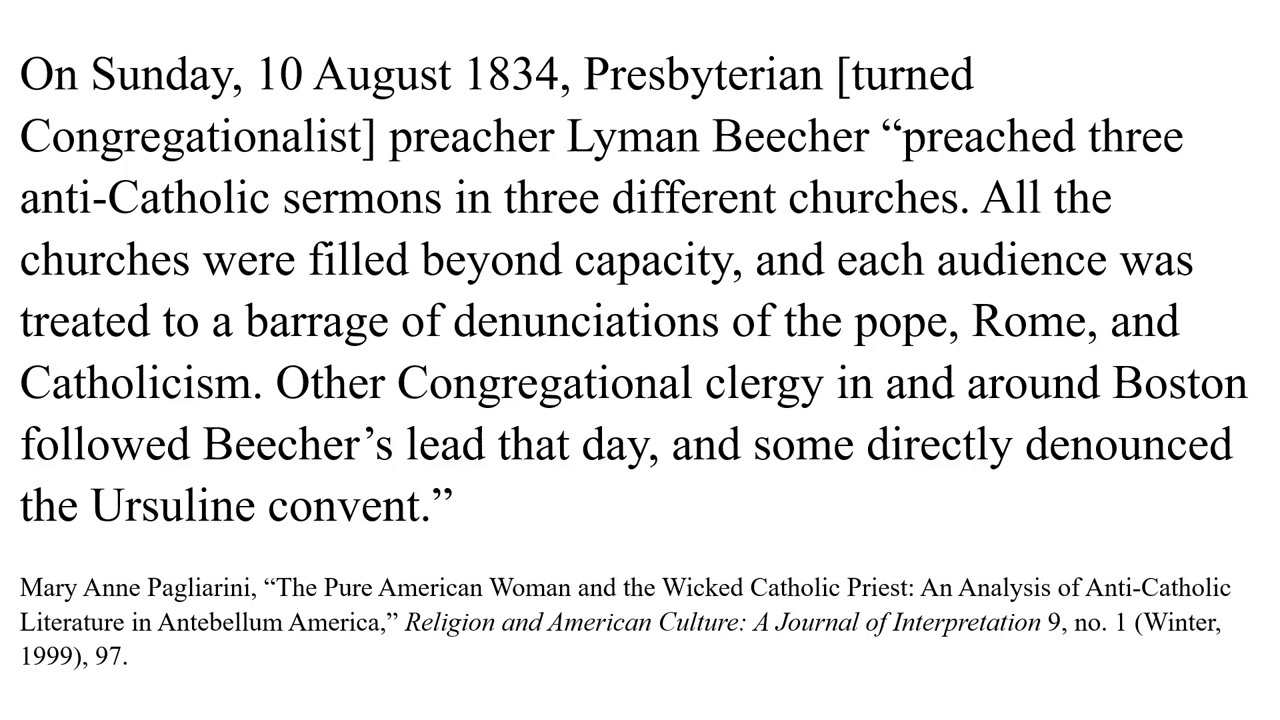 On Sunday, 10 August 1834, Presbyterian [turned
Congregationalist] preacher Lyman Beecher “preached three
anti-Catholic sermons in three different churches. All the
churches were filled beyond capacity, and each audience was
treated to a barrage of denunciations of the pope, Rome, and
Catholicism. Other Congregational clergy in and around Boston
followed Beecher’s lead that day, and some directly denounced
the Ursuline convent.”
Mary Anne Pagliarini, “The Pure American Woman and the Wicked Catholic Priest: An Analysis of Anti-Catholic
Literature in Antebellum America,” Religion and American Culture: A Journal of Interpretation 9, no. 1 (Winter,
1999), 97.